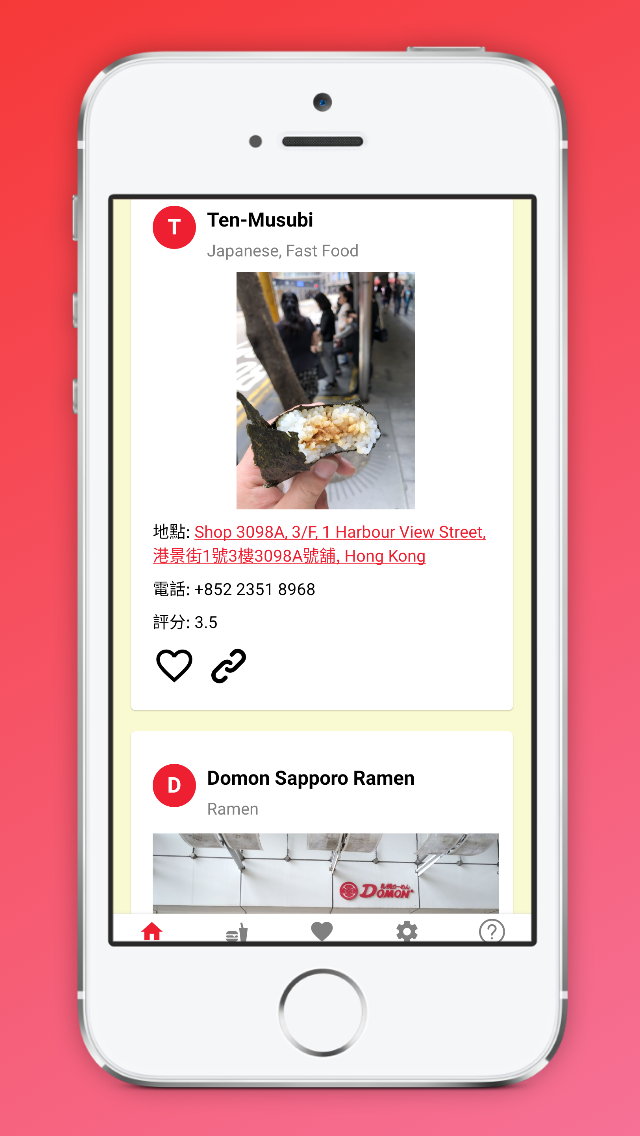 T
Ten-Musubi
Japanese, Fast Food
地點: Shop 3098A, 3/F, 1 Harbour View Street,
港景街1號3樓3098A號舖, Hong Kong
電話: +852 2351 8968
評分: 3.5
D
Domon Sapporo Ramen
Ramen
DOMON
?